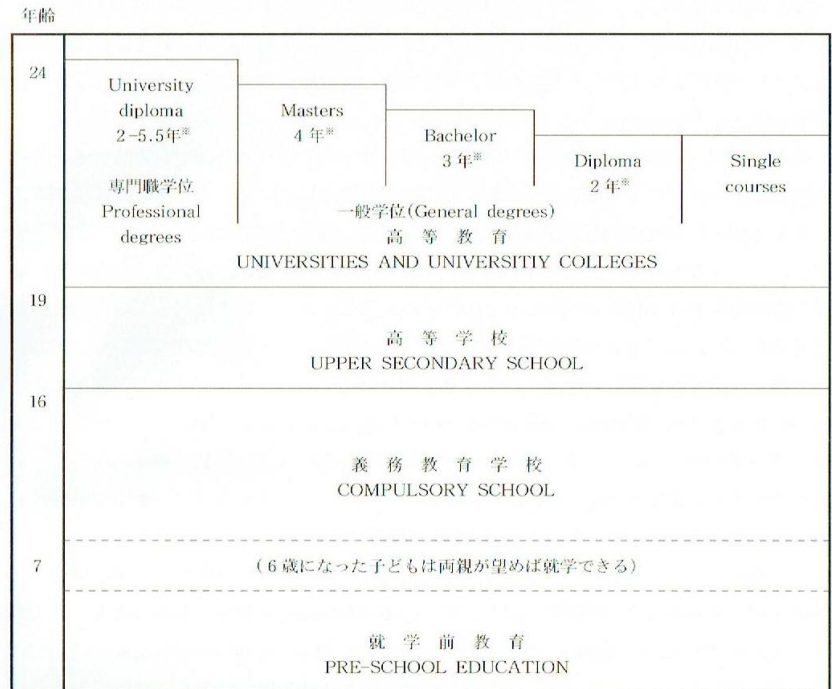 年齢
24
University
diploma
2-5.5年※
専門職学位
Professional
degrees
Masters
4年※
Bachelor
3年※
Diploma
2年※
Single
courses
一般学位(General degrees)
高等教育
UNIVERSITIES AND UNIVERSITIY COLLEGES
19
高等学校
UPPER SECONDARY SCHOOL
16
義務教育学校
COMPULSORY SCHOOL
7
(6歳になった子どもは両親が望めば就学できる)
就学前教育
PRE-SCHOOL EDUCATION